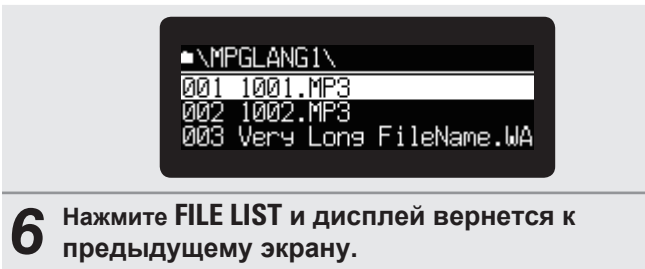 \MPGLANG1\
001 1001.MP3
002 1002.MP3
003 Very Long FileName.WA
6 Нажмите FILE LIST и дисплей вернется к
предыдущему экрану.